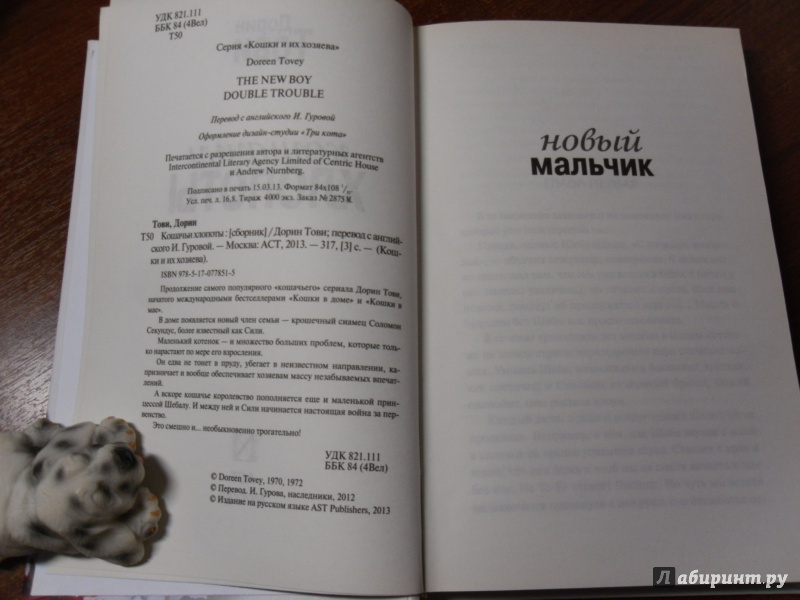 УДК 821.111
ББК 84 (4Вел)
Т50
Серия «Кошки и их хозяева»
Doreen Tovey
THE NEW BOY
DOUBLE TROUBLE
Перевод с английского И. Гуровой
Оформление дизайн-студии «Три кота»
Печатается с разрешения автора и литературных агентств
Intercontinental Literary Agency Limited of Centric House
и Andrew Nurnberg.
Подписано в печать 15.03.13. Формат 84х108 1/
Усл. печ. л. 16,8. Тираж 4000 экз. Заказ № 2875 М.
Тови, Дорин
Т50 Кошачьи хлопоты : [сборник] / Дорин Тови; перевод с англий-
ского И. Гуровой. — Москва: АСТ, 2013. — 317, [3] с. — (Кош-
ки и их хозяева).
ISBN 978-5-17-077851-5
Продолжение самого популярного «кошачьего» сериала Дорин Тови,
начатого международными бестселлерами «Кошки в доме» и «Кошки в
мае».
В доме появляется новый член семьи — крошечный сиамец Соломон
Секундус, более известный как Сили.
Маленький котенок — и множество больших проблем, которые толь-
ко нарастают по мере его взросления.
Он едва не тонет в пруду, убегает в неизвестном направлении, ка-
призничает и вообще обеспечивает хозяевам массу незабываемых впечат-
лений.
А вскоре кошачье королевство пополняется еще и маленькой прин-
цессой Шебалу. И между ней и Сили начинается настоящая война за пер-
венство.
Это смешно и... необыкновенно трогательно!
УДК 821.111
ББК 84 (4Вел)
© Doreen Tovey, 1970, 1972
© Перевод. И. Гурова, наследники, 2012
© Издание на русском языке AST Publishers, 2013
новый
мальчик
Лабиринт.ру